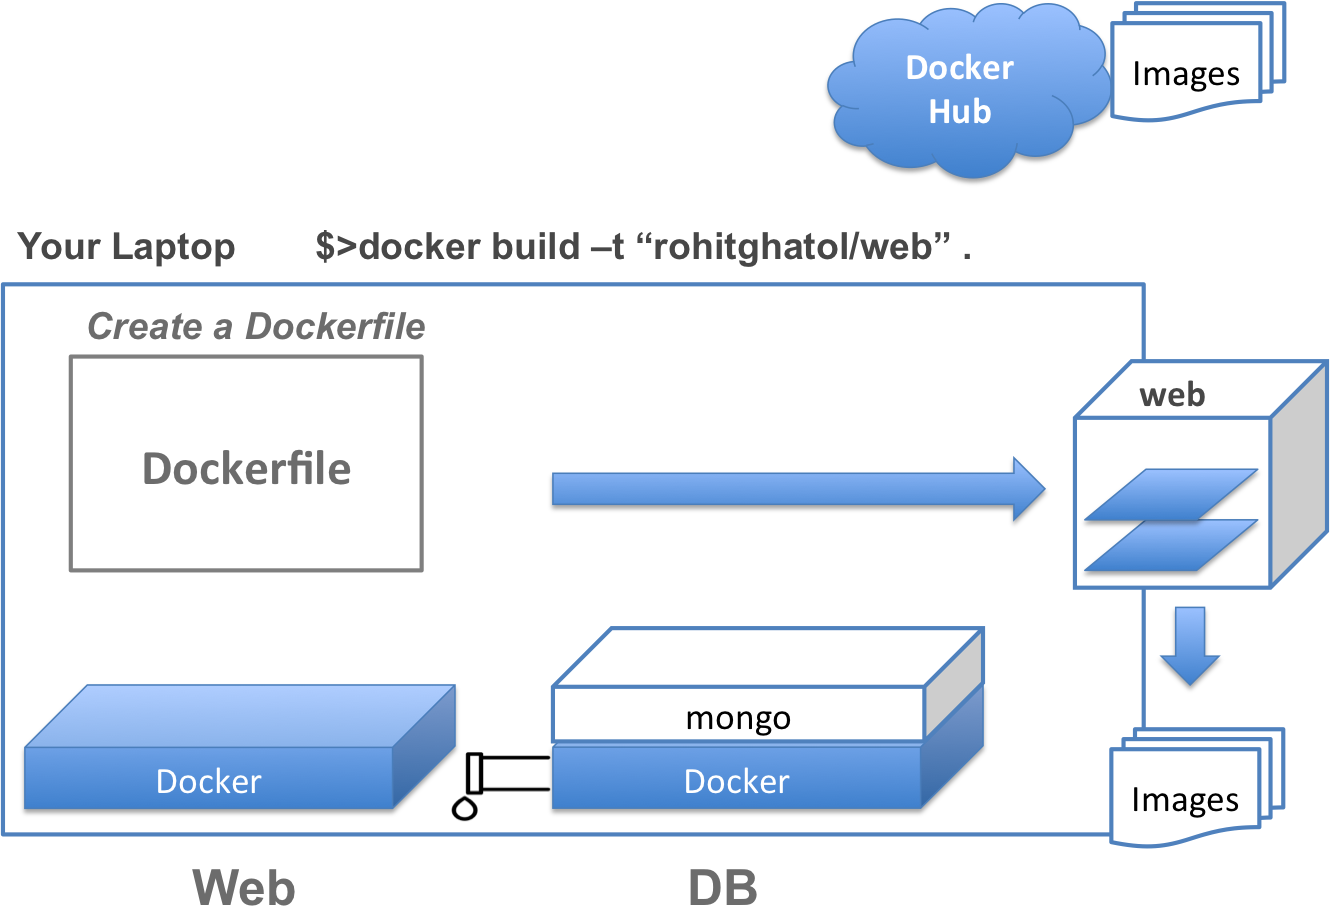 Docker
Hub
Images
Your Laptop
$>docker build –t “rohitghatol/web” .
Create a Dockerfile
Dockerfile
web
mongo
Docker
Docker
Images
Web
DB